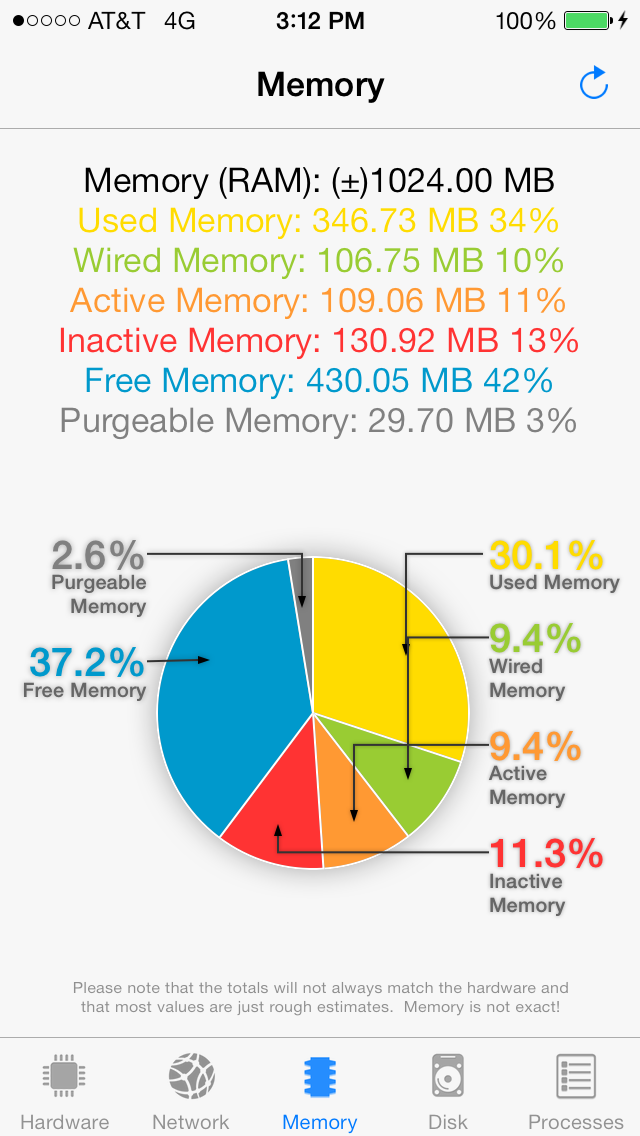 AT&T 4G 3:12 PM 100%
Memory
Memory (RAM): (±)1024.00 MB
Used Memory: 346.73 MB 34%
Wired Memory: 106.75 MB 10%
Active Memory: 109.06 MB 11%
Inactive Memory: 130.92 MB 13%
Free Memory: 430.05 MB 42%
Purgeable Memory: 29.70 MB 3%
2.6%
Purgeable
Memory
37.2%
Free Memory
30.1%
Used Memory
9.4%
Wired
Memory
9.4%
Active
Memory
11.3%
Inactive
Memory
Please note that the totals will not always match the hardware and
that most values are just rough estimates. Memory is not exact!
Hardware Network Memory Disk Processes